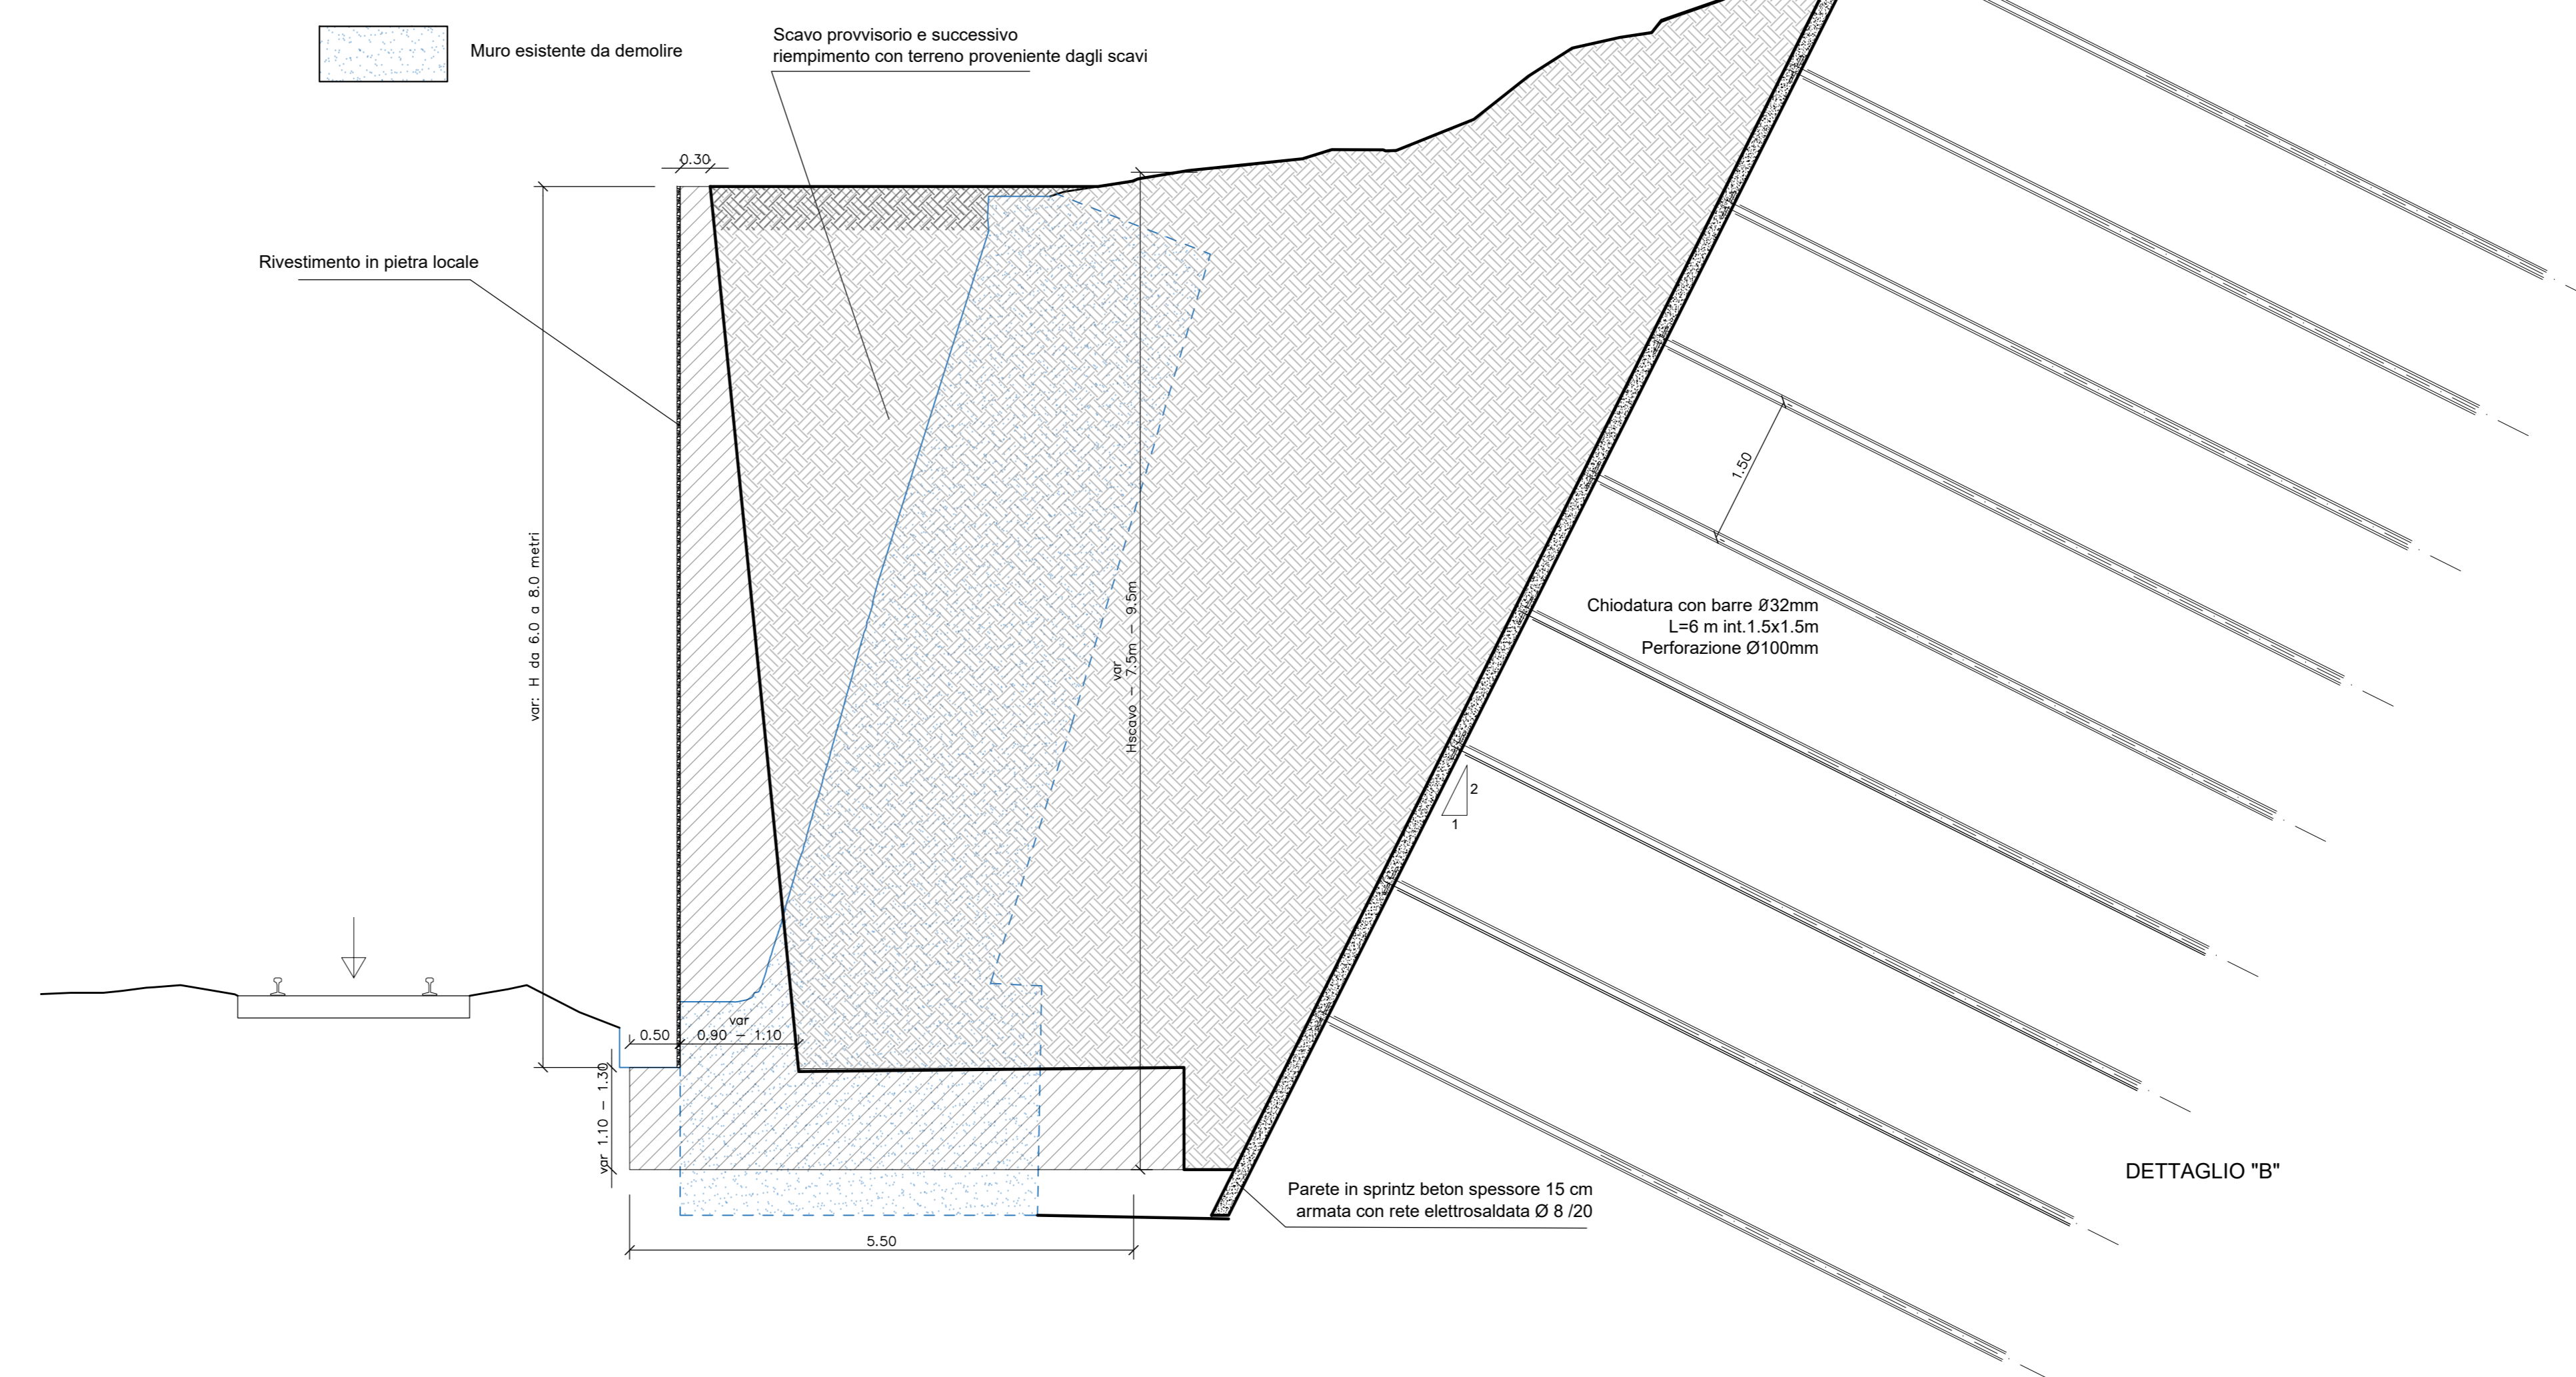 Muro esistente da demolire
Scavo provvisorio e successivo
riempimento con terreno proveniente dagli scavi
0.30
Rivestimento in pietra locale
var: H da 6.0 a 8.0 metri
var
Hscavo – 7.5m – 9.5m
1.50
Chiodatura con barre Ø32mm
L=6 m int.1.5x1.5m
Perforazione Ø100mm
2
1
0.50
var
0.90 – 1.10
var 1.10 – 1.30
DETTAGLIO "B"
Parete in sprintz beton spessore 15 cm
armata con rete elettrosaldata Ø 8 /20
5.50